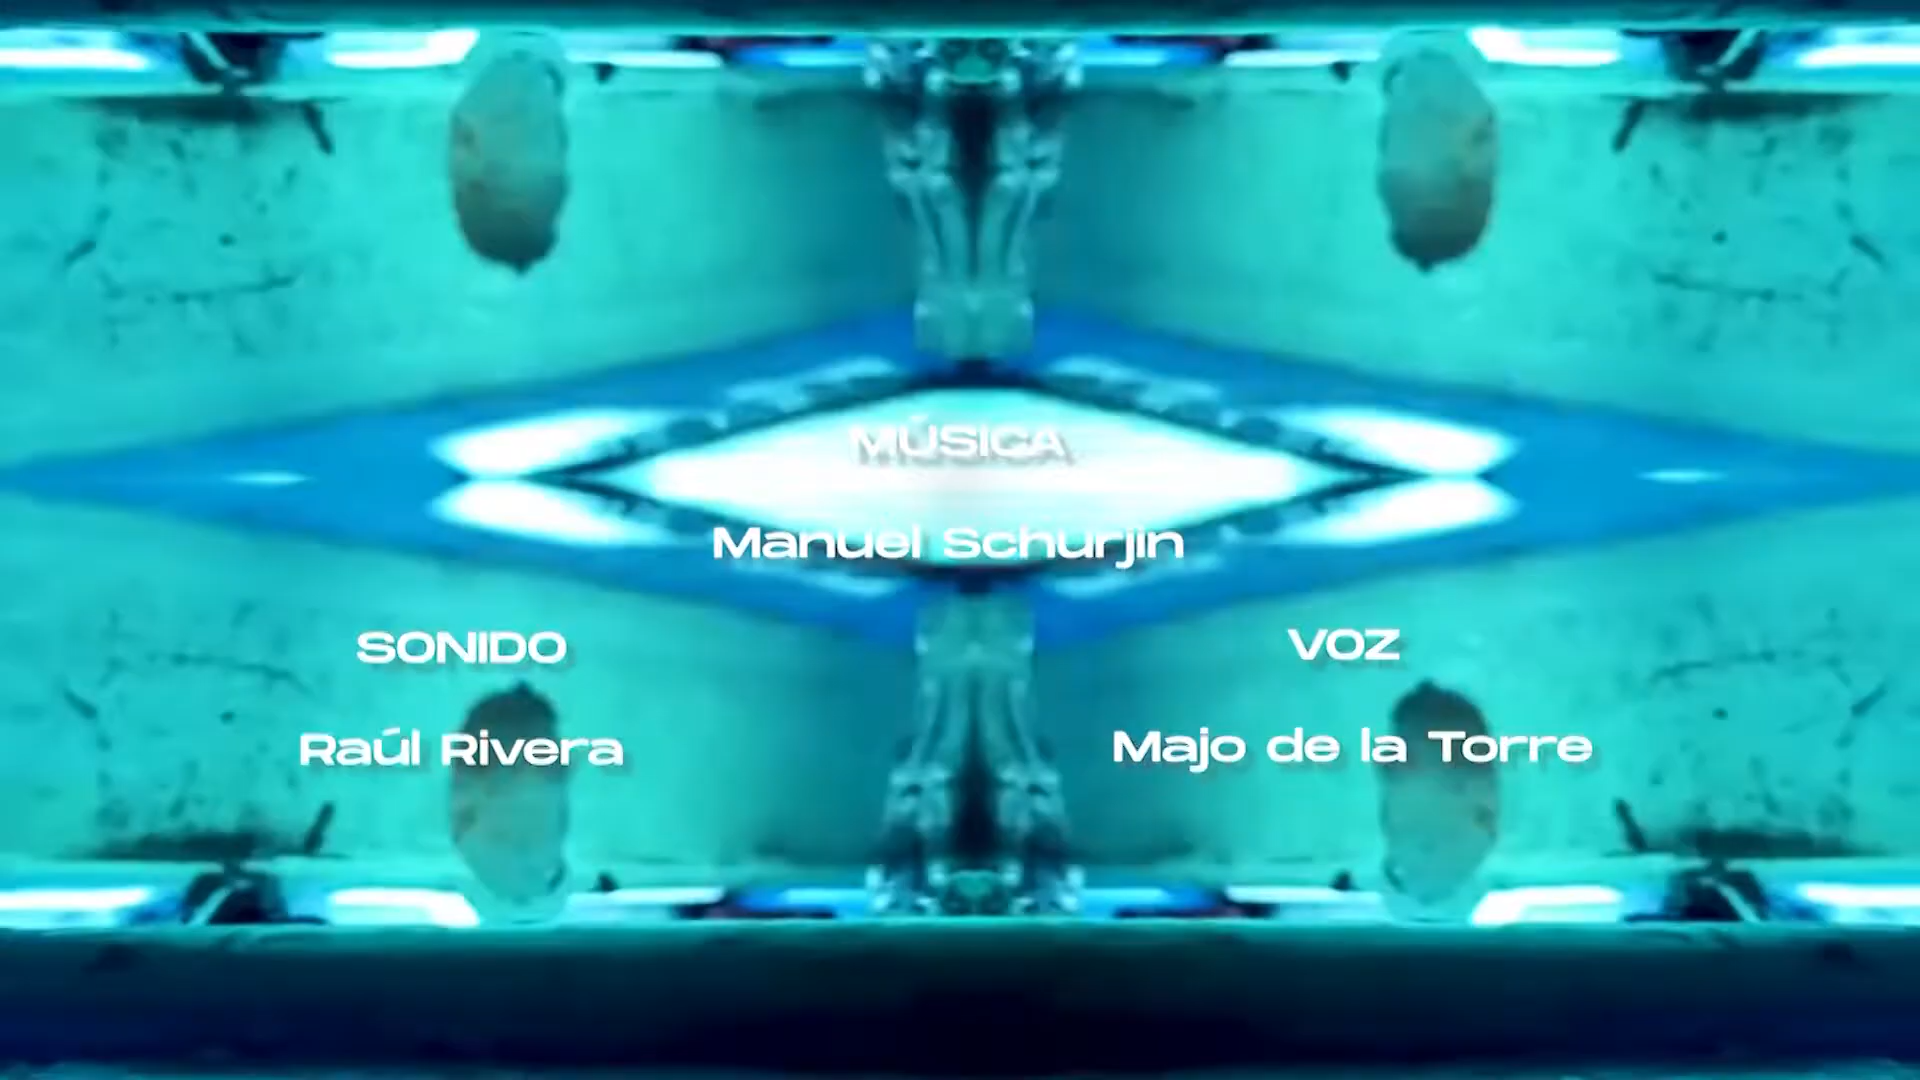 MÚSICA
Manuel Schurjin
SONIDO
Raúl Rivera
VOZ
Majo de la Torre